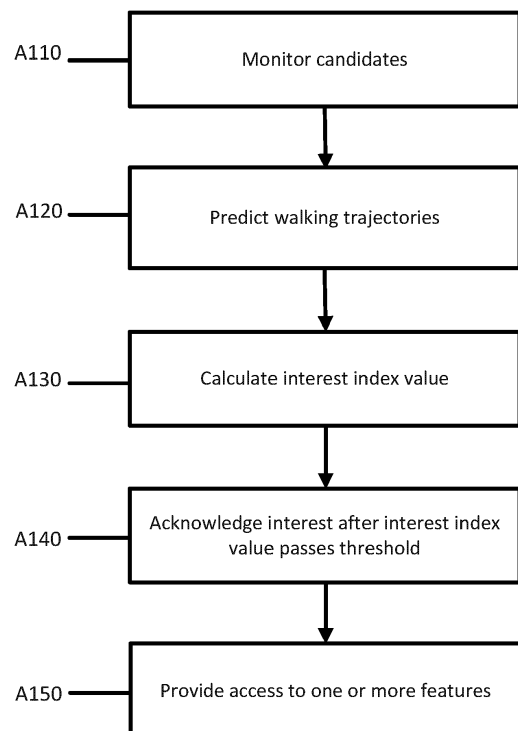 A110
Monitor candidates
A120
Predict walking trajectories
A130
Calculate interest index value
A140
Acknowledge interest after interest index
value passes threshold
A150
Provide access to one or more features